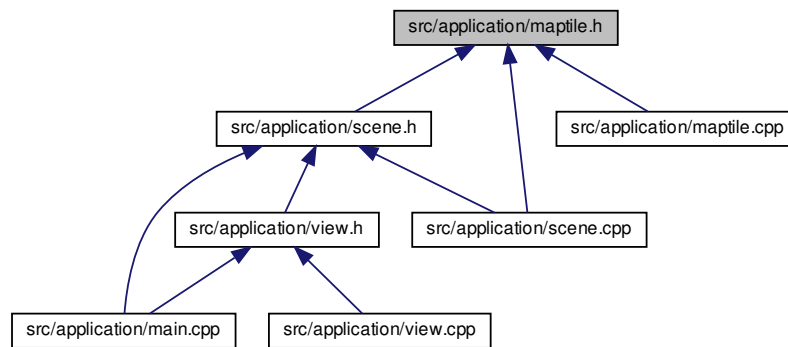 src/application/maptile.h
src/application/scene.h
src/application/maptile.cpp
src/application/view.h
src/application/scene.cpp
src/application/main.cpp
src/application/view.cpp